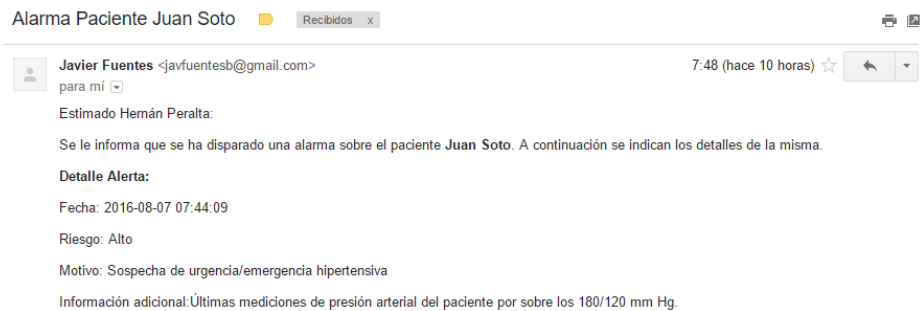 Alarma Paciente Juan Soto Recibidos x
Javier Fuentes <javfuentesb@gmail.com> 7:48 (hace 10 horas)
para mí
Estimado Hernán Peralta:
Se le informa que se ha disparado una alarma sobre el paciente Juan Soto. A continuación se indican los detalles de la misma.
Detalle Alerta:
Fecha: 2016-08-07 07:44:09
Riesgo: Alto
Motivo: Sospecha de urgencia/emergencia hipertensiva
Información adicional:Últimas mediciones de presión arterial del paciente por sobre los 180/120 mm Hg.